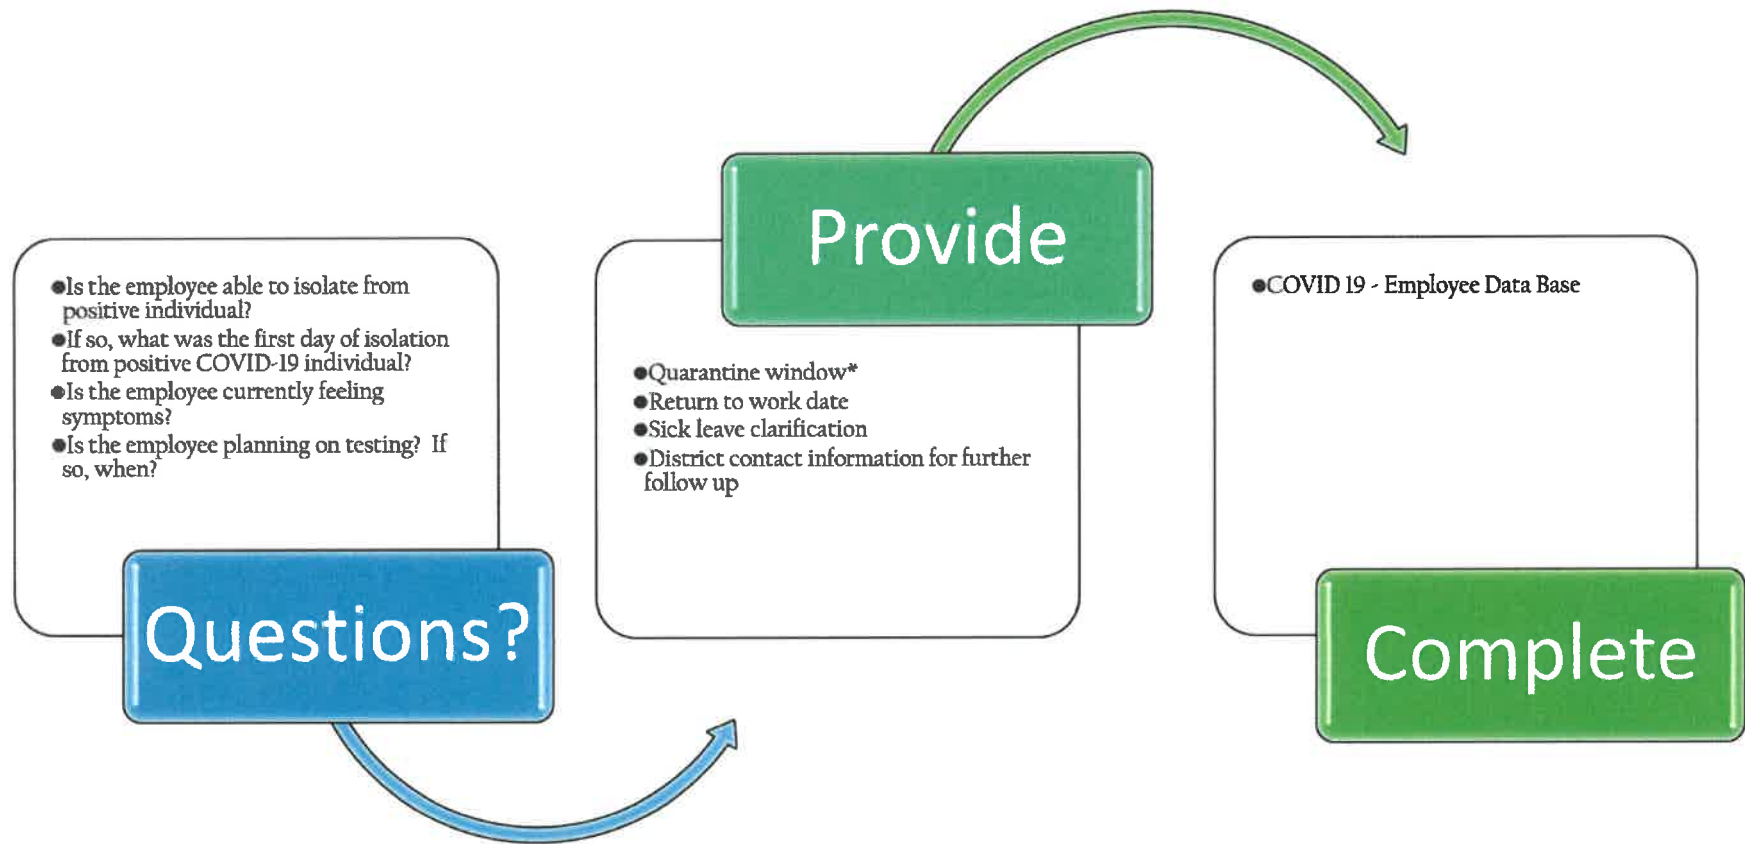 ●Is the employee able to isolate from
positive individual?
●If so, what was the first day of isolation
from positive COVID-19 individual?
●Is the employee currently feeling
symptoms?
●Is the employee planning on testing?  If
so, when?
Questions?
Provide
●Quarantine window*
●Return to work date
●Sick leave clarification
●District contact information for further
follow up
●COVID 19 - Employee Data Base
Complete